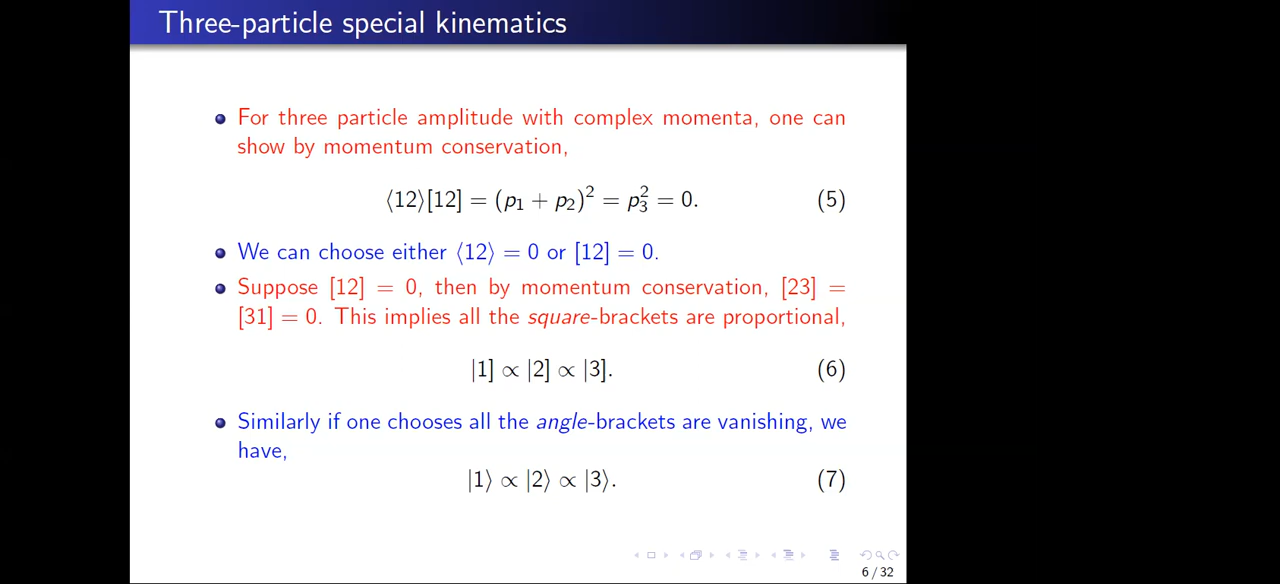 Three-particle special kinematics
For three particle amplitude with complex momenta, one can
show by momentum conservation,
⟨12⟩[12] = (p₁ + p₂)² = p₃² = 0. (5)
We can choose either ⟨12⟩ = 0 or [12] = 0.
Suppose [12] = 0, then by momentum conservation, [23] =
[31] = 0. This implies all the square-brackets are proportional,
|1] ∝ |2] ∝ |3]. (6)
Similarly if one chooses all the angle-brackets are vanishing, we
have,
|1⟩ ∝ |2⟩ ∝ |3⟩. (7)
6 / 32